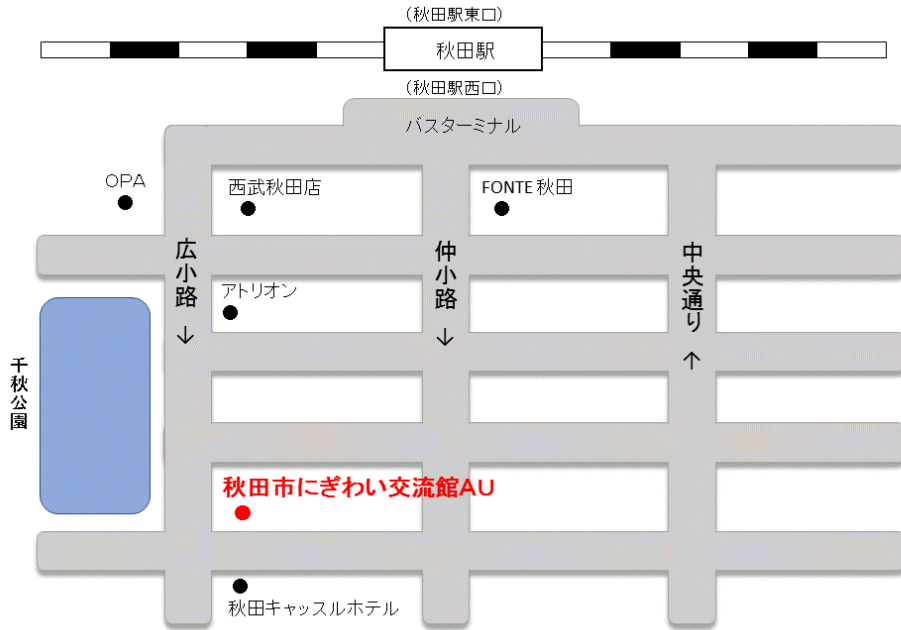 (秋田駅東口)
秋田駅
(秋田駅西口)
バスターミナル
OPA
西武秋田店
FONTE 秋田
広小路
↓
仲小路
↓
中央通り
↑
アトリオン
千秋公園
秋田市にぎわい交流館AU
秋田キャッスルホテル